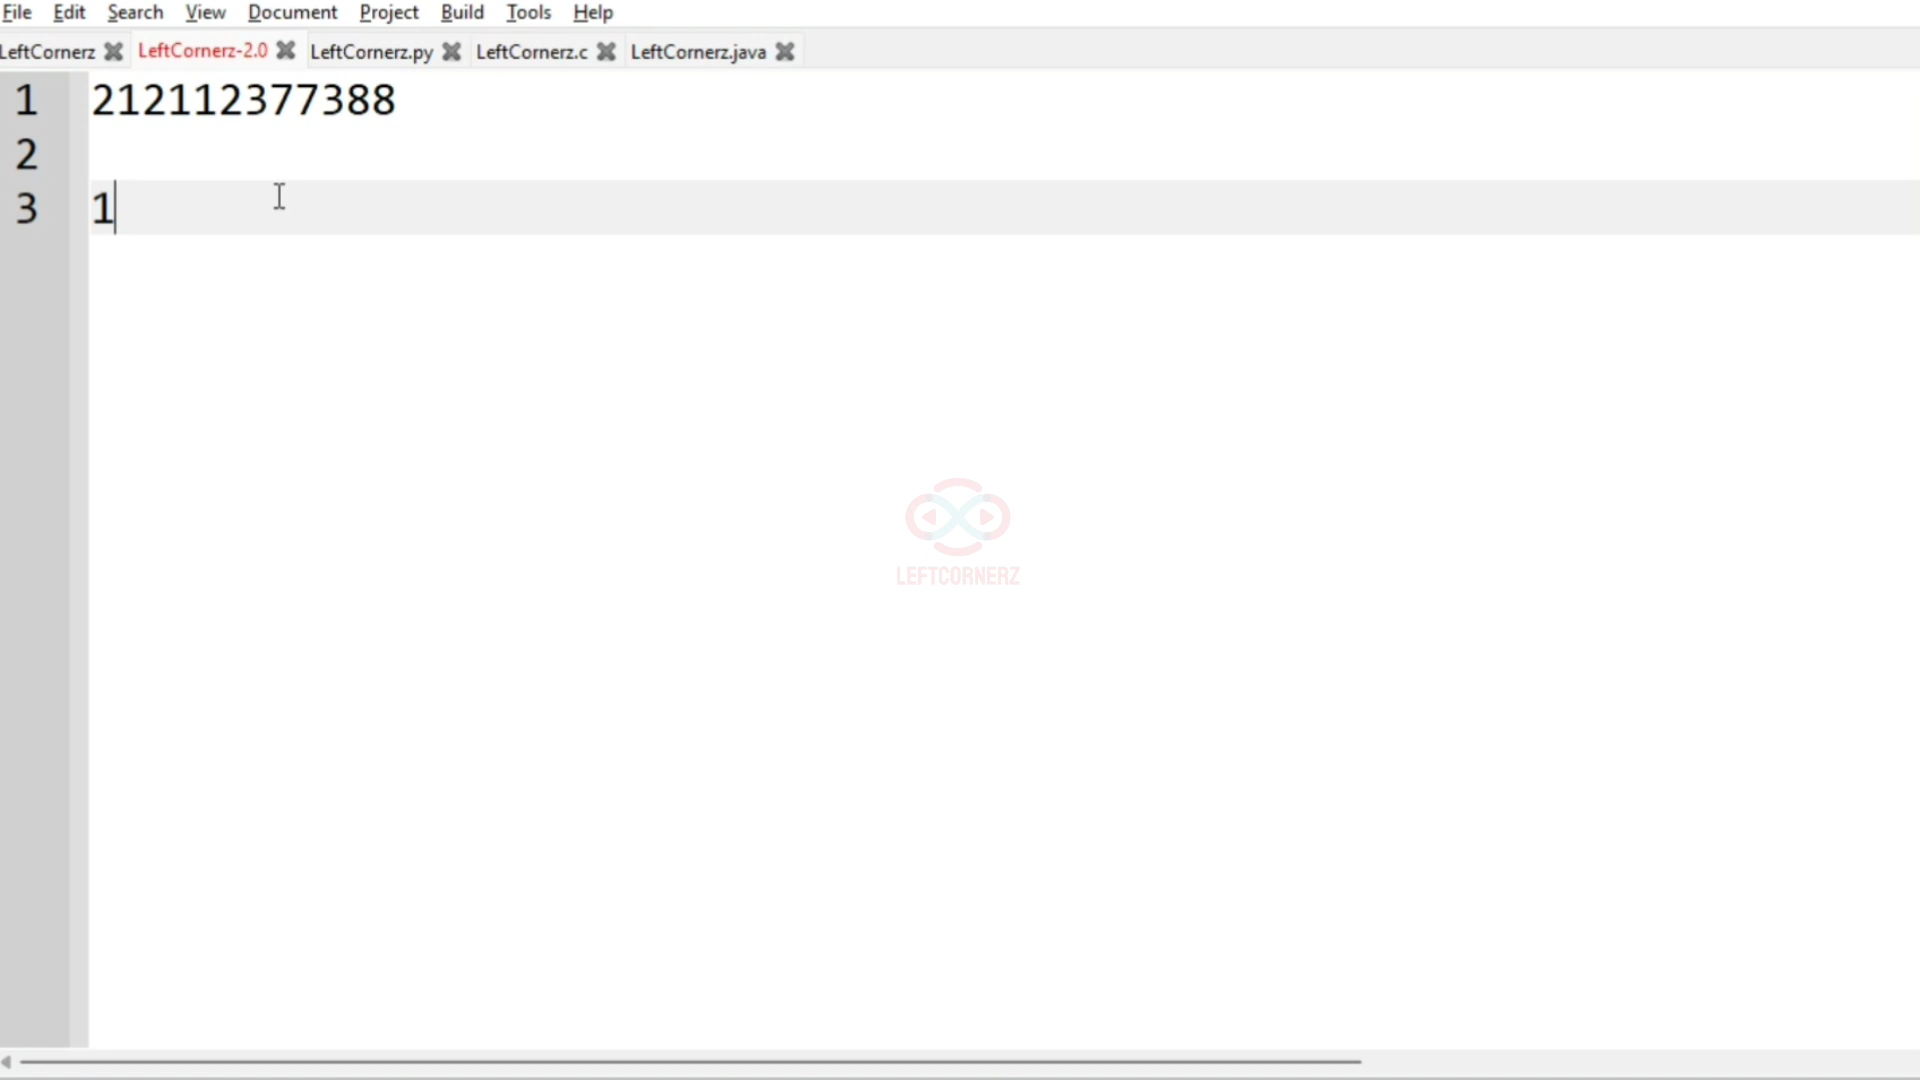 File Edit Search View Document Project Build Tools Help
LeftCornerz LeftCornerz-2.0 LeftCornerz.py LeftCornerz.c LeftCornerz.java
1 212112377388
2
3 1
LEFTCORNERZ